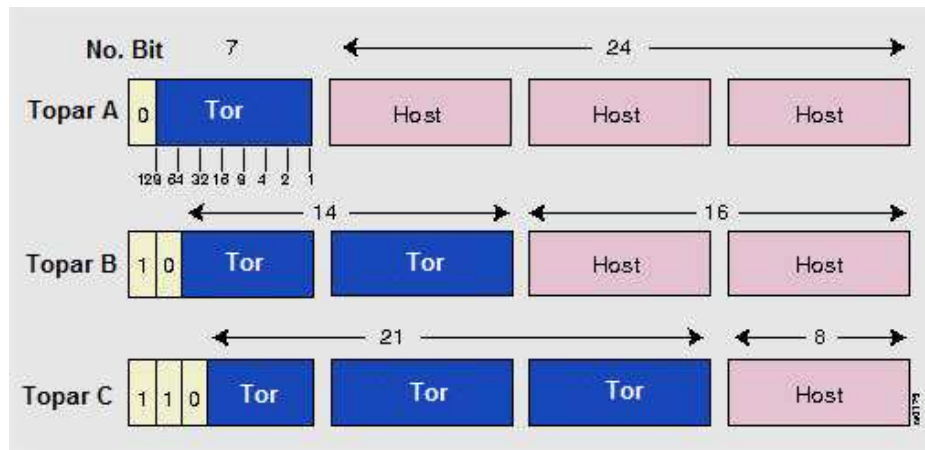 No. Bit 7 24
Topar A 0 Tor Host Host Host
128 64 32 16 8 4 2 1
14 16
Topar B 1 0 Tor Tor Host Host
21 8
Topar C 1 1 0 Tor Tor Tor Host